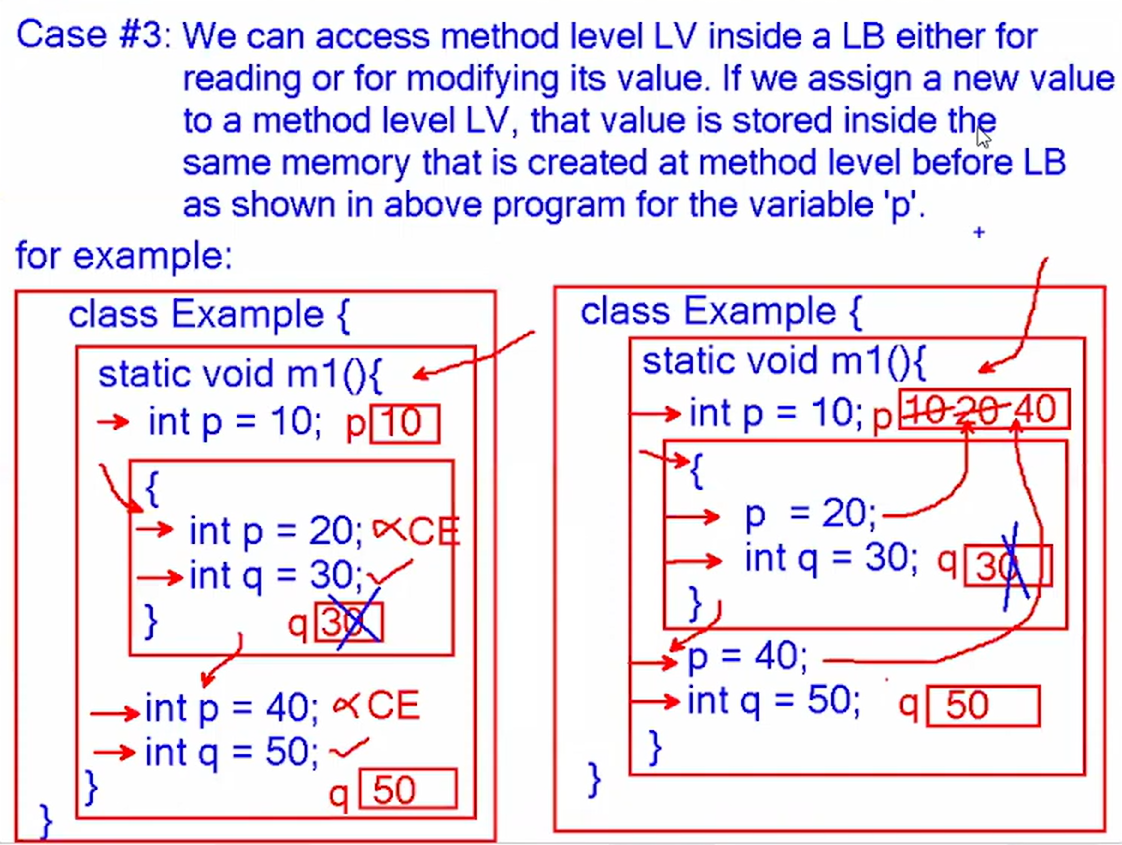 Case #3: We can access method level LV inside a LB either for
reading or for modifying its value. If we assign a new value
to a method level LV, that value is stored inside the
same memory that is created at method level before LB
as shown in above program for the variable 'p'.
for example:
class Example {
static void m1(){
int p = 10; p 10
{
int p = 20; CE
int q = 30;
} q 30
int p = 40; CE
int q = 50;
} q 50
}
class Example {
static void m1(){
int p = 10; p 10 20 40
{
p = 20;
int q = 30; q 30
}
p = 40;
int q = 50; q 50
}
}